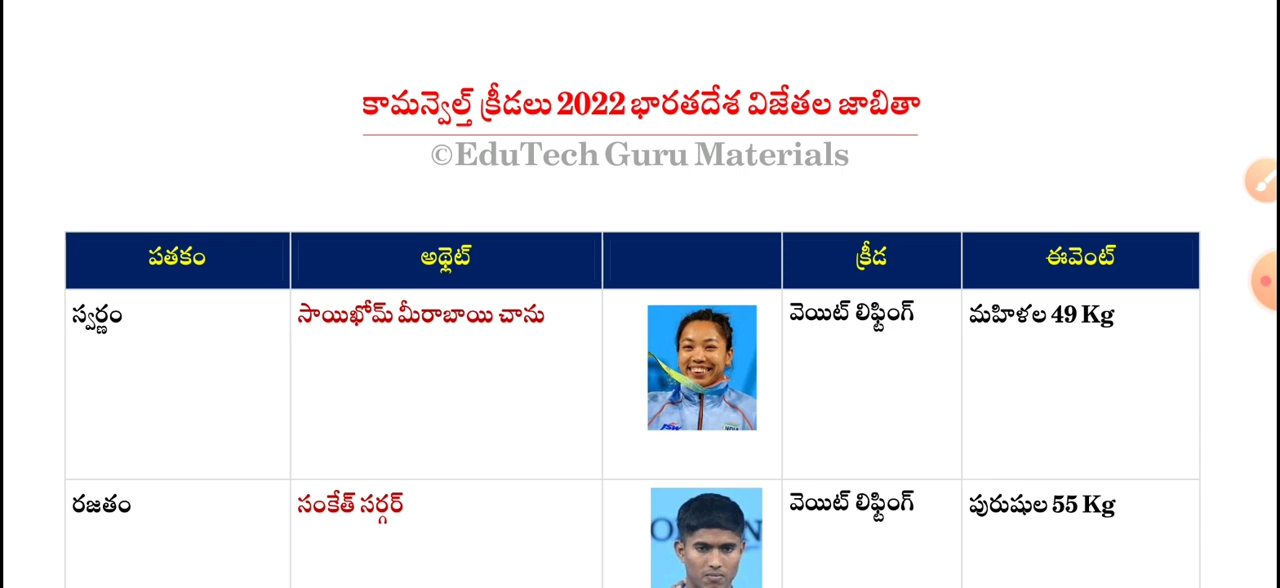 కామన్వెల్త్ క్రీడలు 2022 భారతదేశ విజేతల జాబితా
©EduTech Guru Materials
పతకం అథ్లెట్ క్రీడ ఈవెంట్
స్వర్ణం సాయిఖోమ్ మీరాబాయి చాను వెయిట్ లిఫ్టింగ్ మహిళల 49 Kg
రజతం సంకేత్ సర్గర్ వెయిట్ లిఫ్టింగ్ పురుషుల 55 Kg